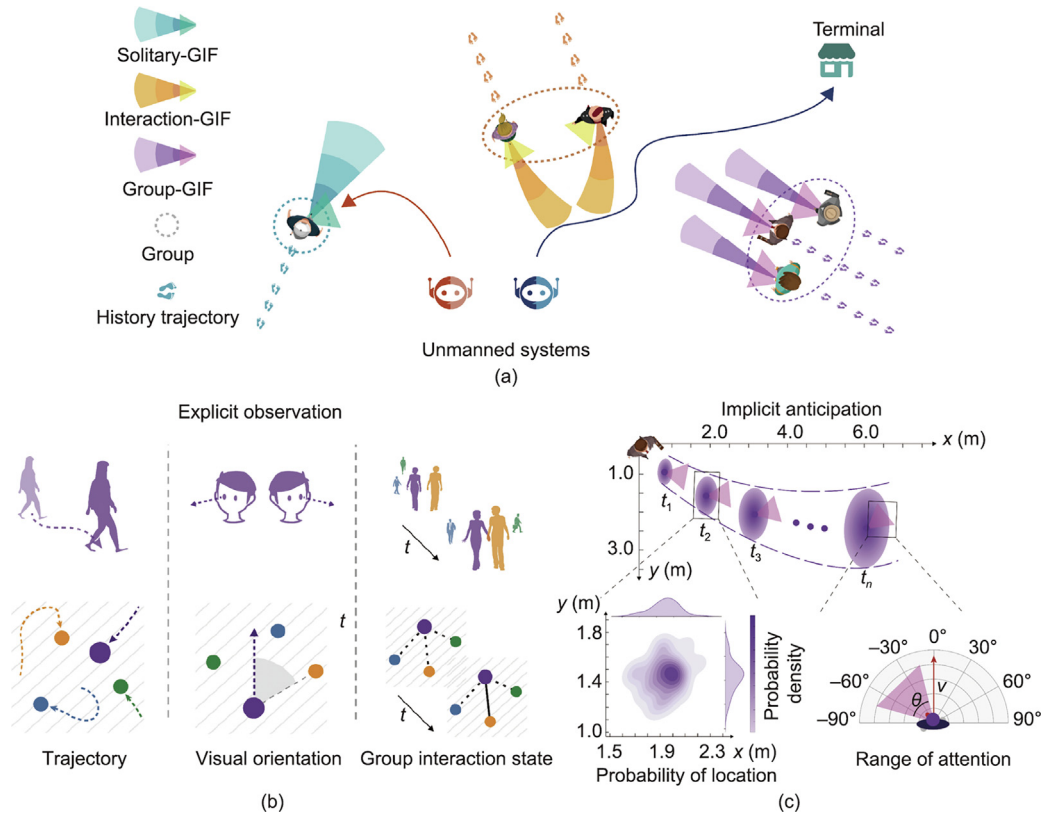 Solitary-GIF
Interaction-GIF
Group-GIF
Group
History trajectory
Terminal
Unmanned systems
(a)
Explicit observation
t
t
t
Trajectory
Visual orientation
Group interaction state
(b)
Implicit anticipation
2.0
4.0
6.0
x (m)
1.0
3.0
y (m)
t1
t2
t3
tn
y (m)
1.8
1.4
1.0
1.5
1.9
2.3
x (m)
Probability of location
Probability density
–90°
–60°
–30°
0°
30°
60°
90°
θ
v
Range of attention
(c)